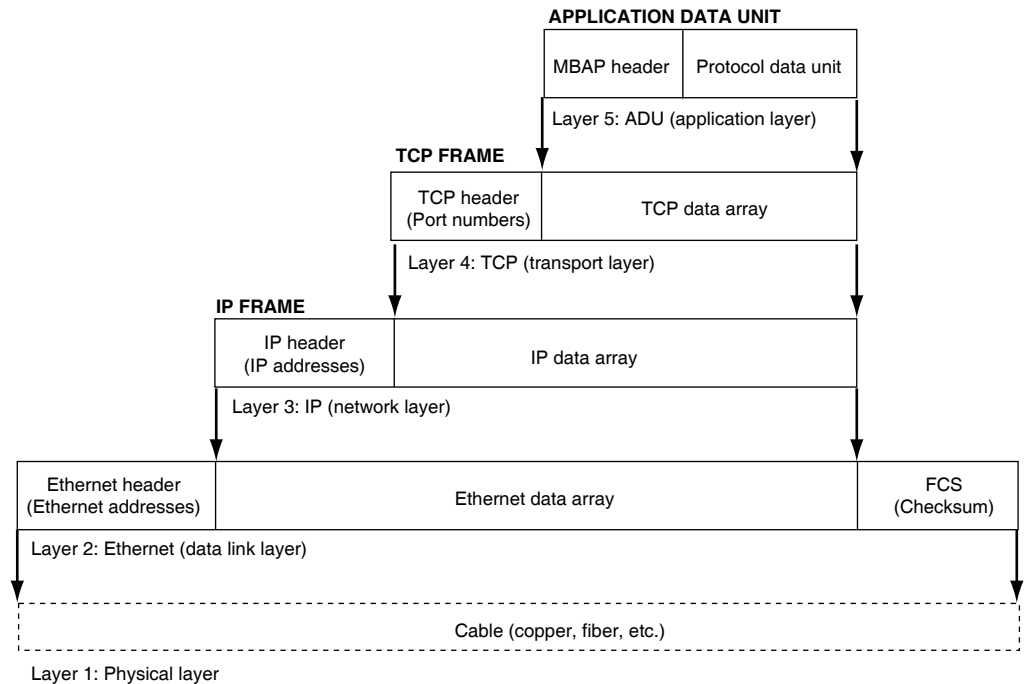 APPLICATION DATA UNIT
MBAP header
Protocol data unit
Layer 5: ADU (application layer)
TCP FRAME
TCP header
(Port numbers)
TCP data array
Layer 4: TCP (transport layer)
IP FRAME
IP header
(IP addresses)
IP data array
Layer 3: IP (network layer)
Ethernet header
(Ethernet addresses)
Ethernet data array
FCS
(Checksum)
Layer 2: Ethernet (data link layer)
Cable (copper, fiber, etc.)
Layer 1: Physical layer